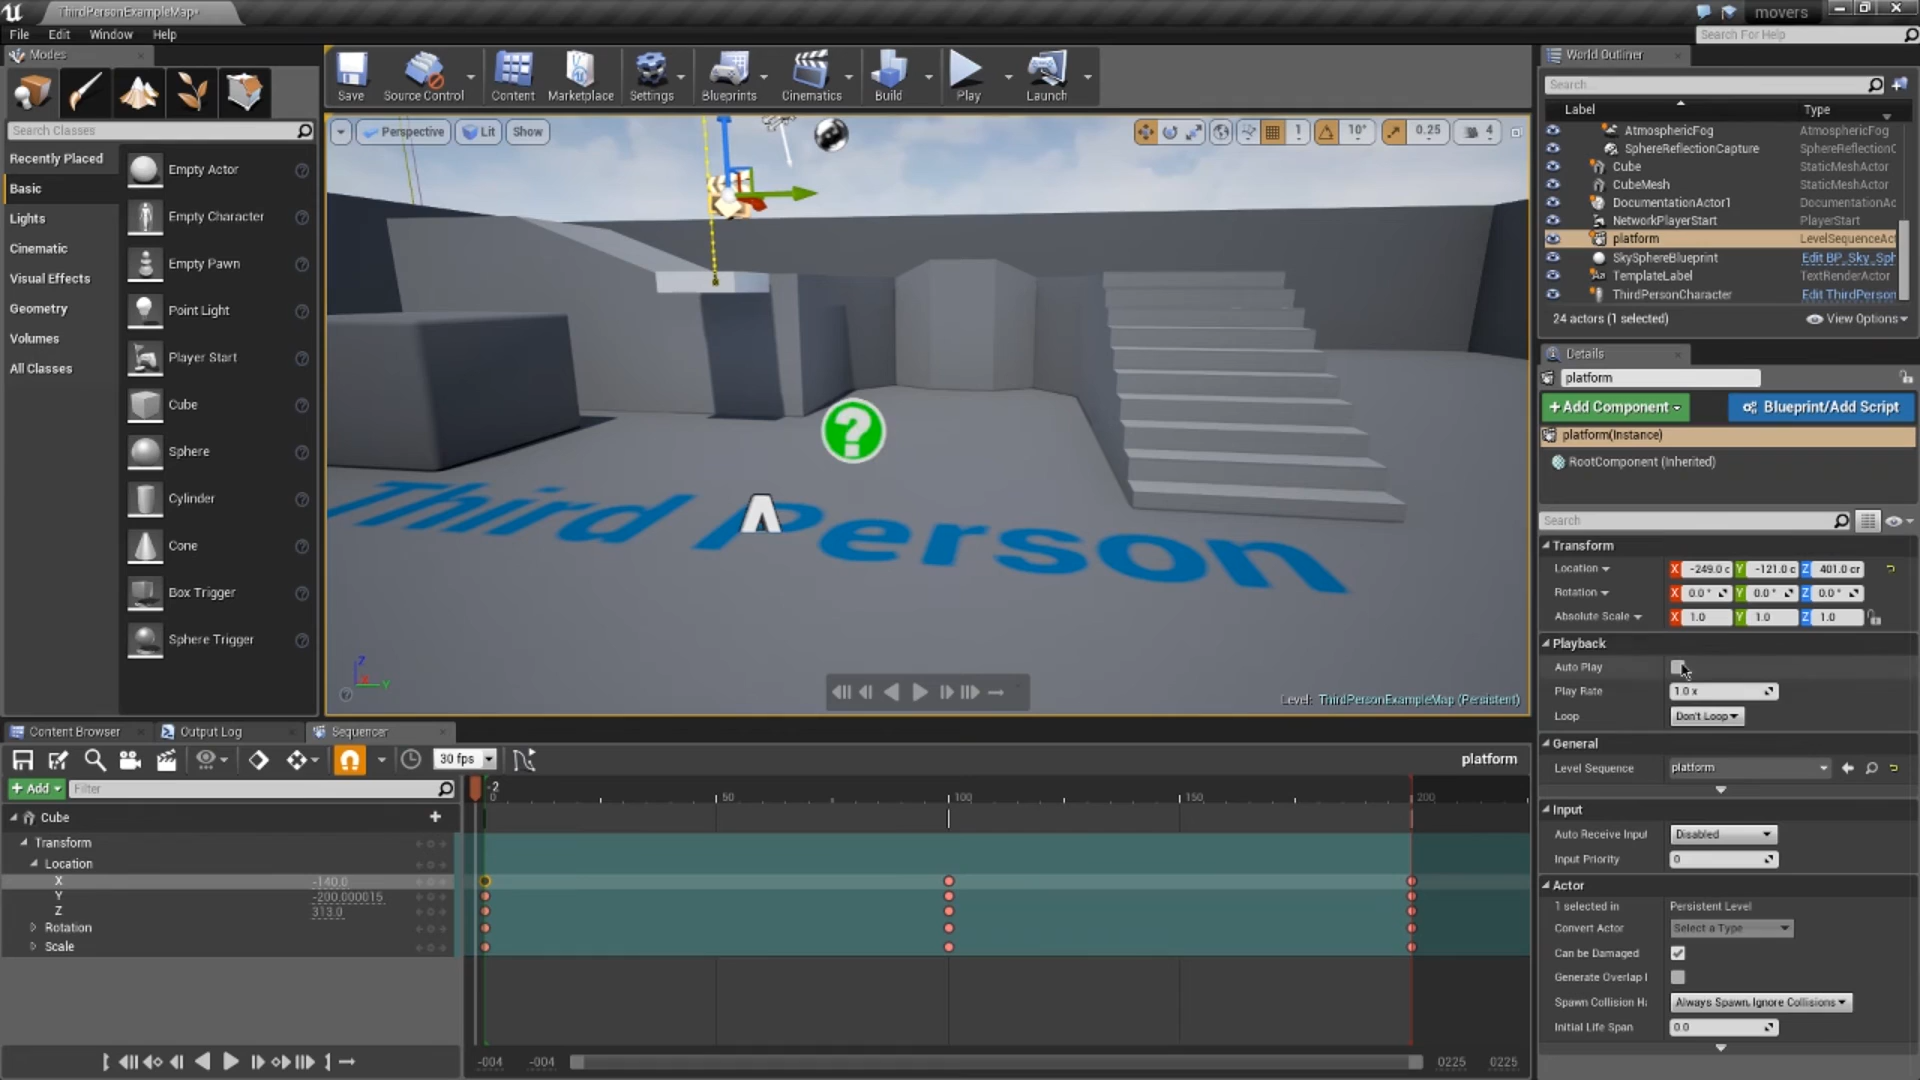 ThirdPersonExampleMap•
movers
File Edit Window Help
Search For Help
Modes
Search Classes
Recently Placed
Basic
Lights
Cinematic
Visual Effects
Geometry
Volumes
All Classes
Empty Actor
Empty Character
Empty Pawn
Point Light
Player Start
Cube
Sphere
Cylinder
Cone
Box Trigger
Sphere Trigger
Save
Source Control
Content
Marketplace
Settings
Blueprints
Cinematics
Build
Play
Launch
Perspective
Lit
Show
1
10°
0.25
4
Third Person
Z
X
Y
Level: ThirdPersonExampleMap (Persistent)
World Outliner
Search...
Label Type
AtmosphericFog AtmosphericFog
SphereReflectionCapture SphereReflectionC
Cube StaticMeshActor
CubeMesh StaticMeshActor
DocumentationActor1 DocumentationAc
NetworkPlayerStart PlayerStart
platform LevelSequenceAct
SkySphereBlueprint Edit BP_Sky_Sph
TemplateLabel TextRenderActor
ThirdPersonCharacter Edit ThirdPerson
24 actors (1 selected) View Options
Details
platform
+Add Component
Blueprint/Add Script
platform(Instance)
RootComponent (Inherited)
Search
Transform
Location X -249.0 c Y -121.0 c Z 401.0 cr
Rotation X 0.0° Y 0.0° Z 0.0°
Absolute Scale X 1.0 Y 1.0 Z 1.0
Playback
Auto Play
Play Rate 1.0 x
Loop Don't Loop
General
Level Sequence platform
Input
Auto Receive Input Disabled
Input Priority 0
Actor
1 selected in Persistent Level
Convert Actor Select a Type
Can be Damaged
Generate Overlap I
Spawn Collision H Always Spawn, Ignore Collisions
Initial Life Span 0.0
Content Browser
Output Log
Sequencer
30 fps
platform
+ Add
Filter
-2
0 50 100 150 200
Cube
Transform
Location
X -140.0
Y -200.000015
Z 313.0
Rotation
Scale
-004 -004 0225 0225